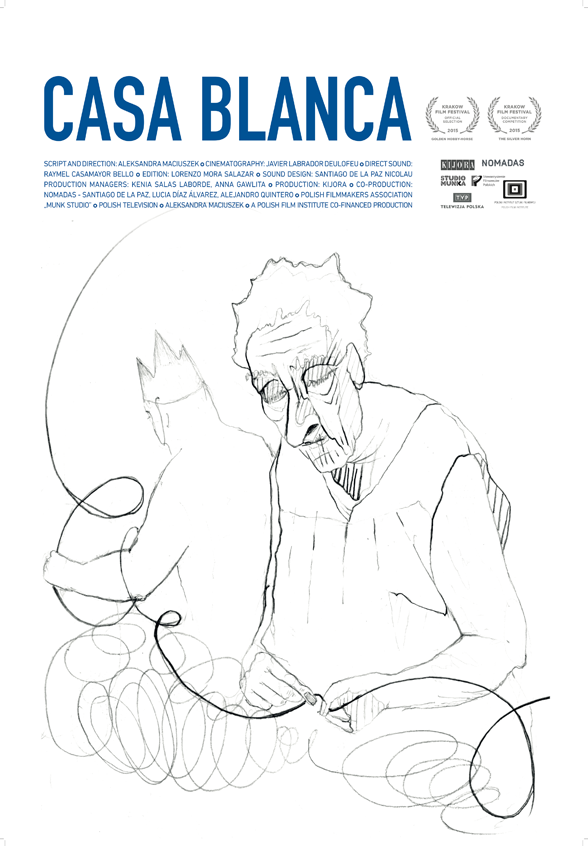 CASA BLANCA
SCRIPT AND DIRECTION: ALEKSANDRA MACIUSZEK o CINEMATOGRAPHY: JAVIER LABRADOR DEULOFEU o DIRECT SOUND:
RAYMEL CASAMAYOR BELLO o EDITION: LORENZO MORA SALAZAR o SOUND DESIGN: SANTIAGO DE LA PAZ NICOLAU
PRODUCTION MANAGERS: KENIA SALAS LABORDE, ANNA GAWLITA o PRODUCTION: KIJORA o CO-PRODUCTION:
NOMADAS - SANTIAGO DE LA PAZ, LUCIA DÍAZ ÁLVAREZ, ALEJANDRO QUINTERO o POLISH FILMMAKERS ASSOCIATION
„MUNK STUDIO" o POLISH TELEVISION o ALEKSANDRA MACIUSZEK o A POLISH FILM INSTITUTE CO-FINANCED PRODUCTION
KRAKOW
FILM FESTIVAL
OFFICIAL
SELECTION
2015
GOLDEN HOBBY-HORSE
KRAKOW
FILM FESTIVAL
DOCUMENTARY
COMPETITION
2015
THE SILVER HORN
KIJORA
NOMADAS
STUDIO
MUNKA
TVP
TELEWIZJA POLSKA